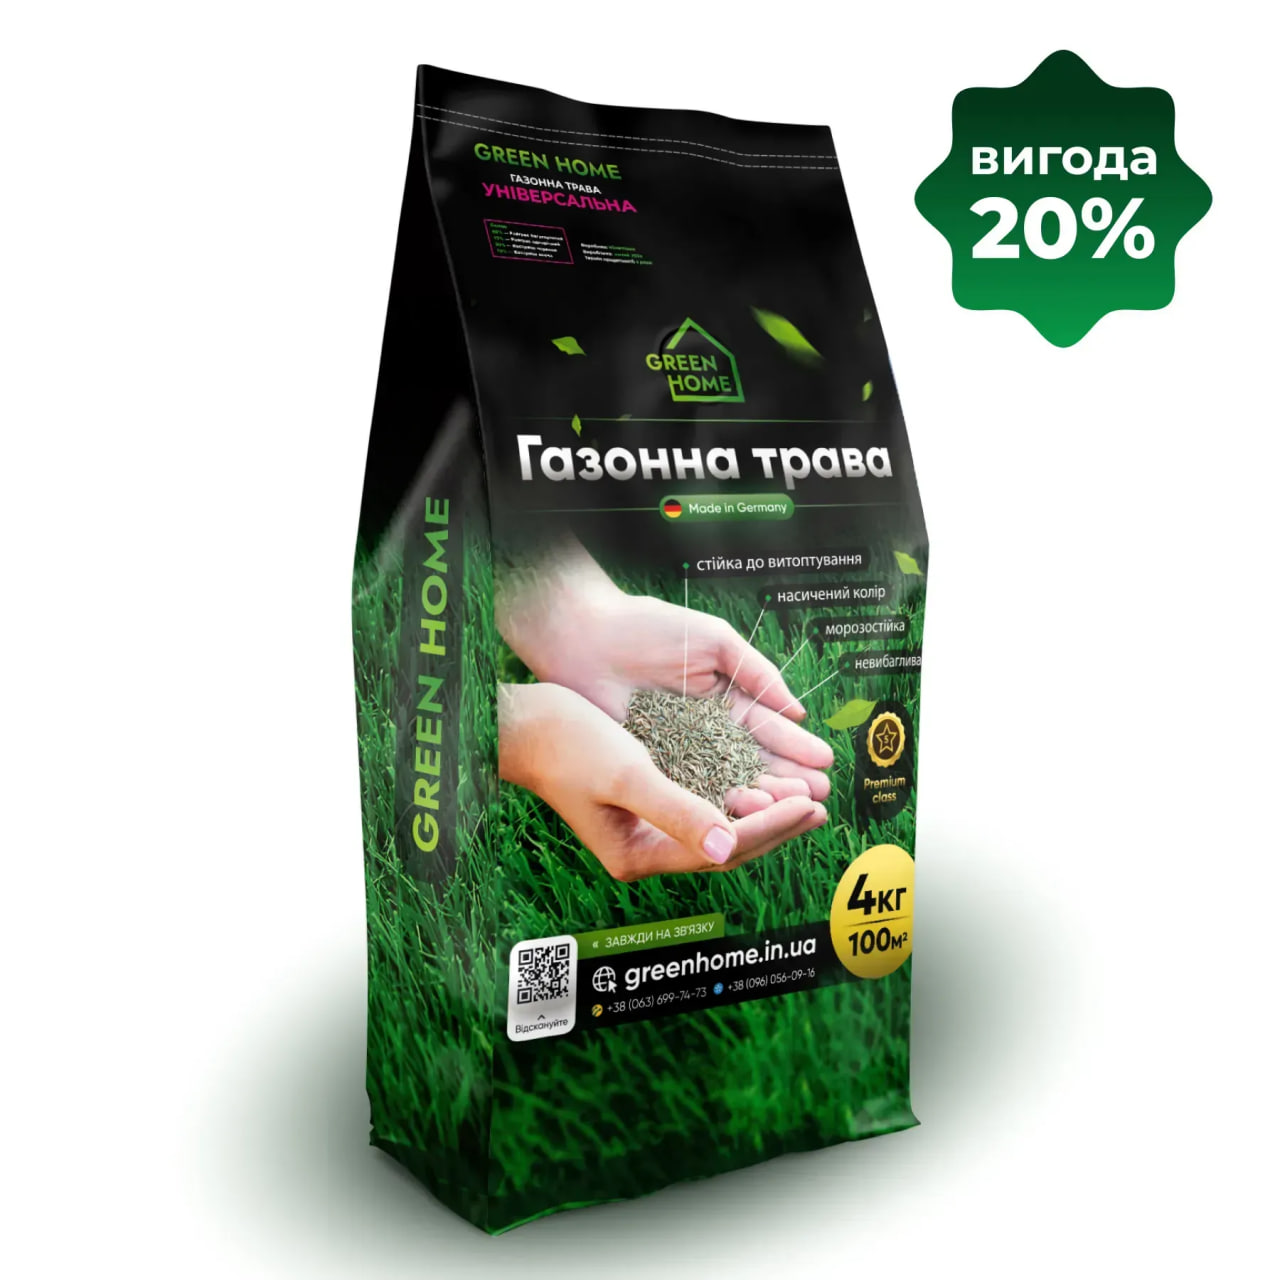 вигода
20%
GREEN HOME
ГАЗОННА ТРАВА
УНІВЕРСАЛЬНА
GREEN
HOME
Газонна трава
Made in Germany
стійка до витоптування
насичений колір
морозостійка
невибаглива
Premium
class
4кг
100м²
« ЗАВЖДИ НА ЗВ'ЯЗКУ
greenhome.in.ua
+38 (063) 699-74-73 +38 (096) 056-09-16
Відскануйте
GREEN HOME